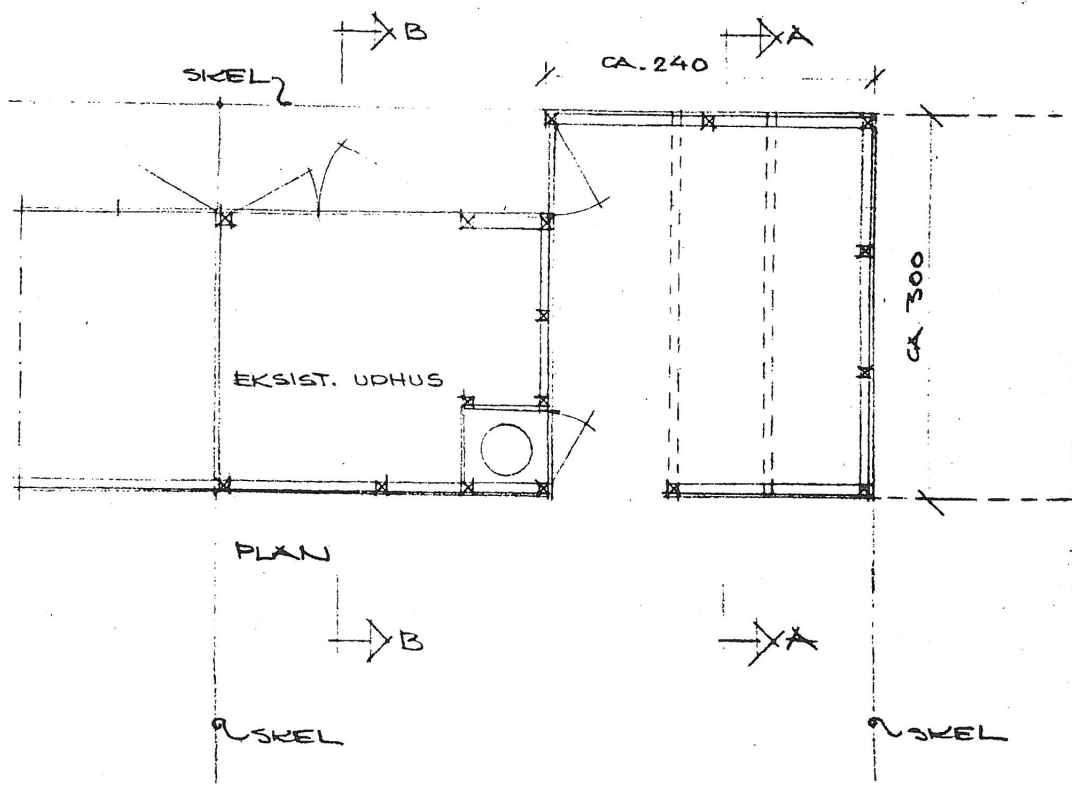 B
A
CA. 240
SKEL
CA 300
EKSIST. UDHUS
PLAN
B
A
SKEL
SKEL